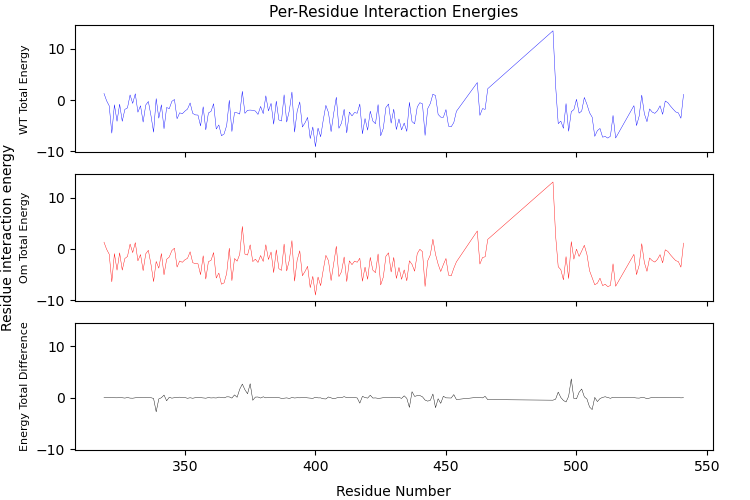 Per-Residue Interaction Energies
Residue interaction energy
WT Total Energy
10
0
−10
Om Total Energy
10
0
−10
Energy Total Difference
10
0
−10
350 400 450 500 550
Residue Number